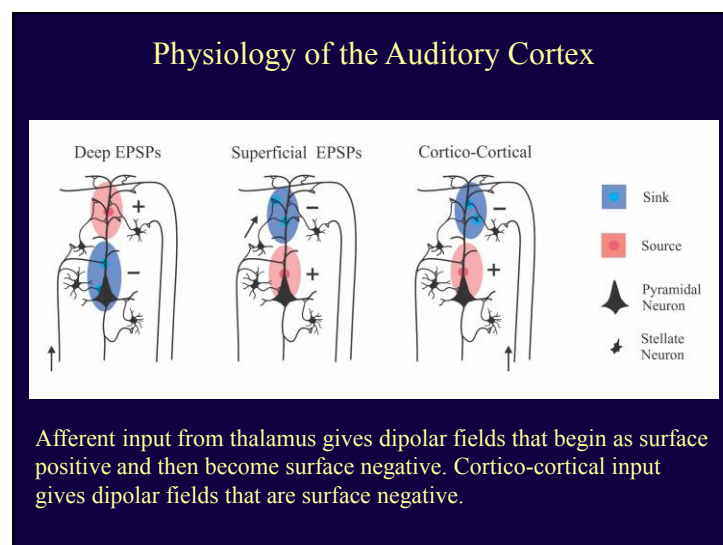 Physiology of the Auditory Cortex
Deep EPSPs
Superficial EPSPs
Cortico-Cortical
+
−
−
+
−
+
Sink
Source
Pyramidal
Neuron
Stellate
Neuron
Afferent input from thalamus gives dipolar fields that begin as surface
positive and then become surface negative. Cortico-cortical input
gives dipolar fields that are surface negative.